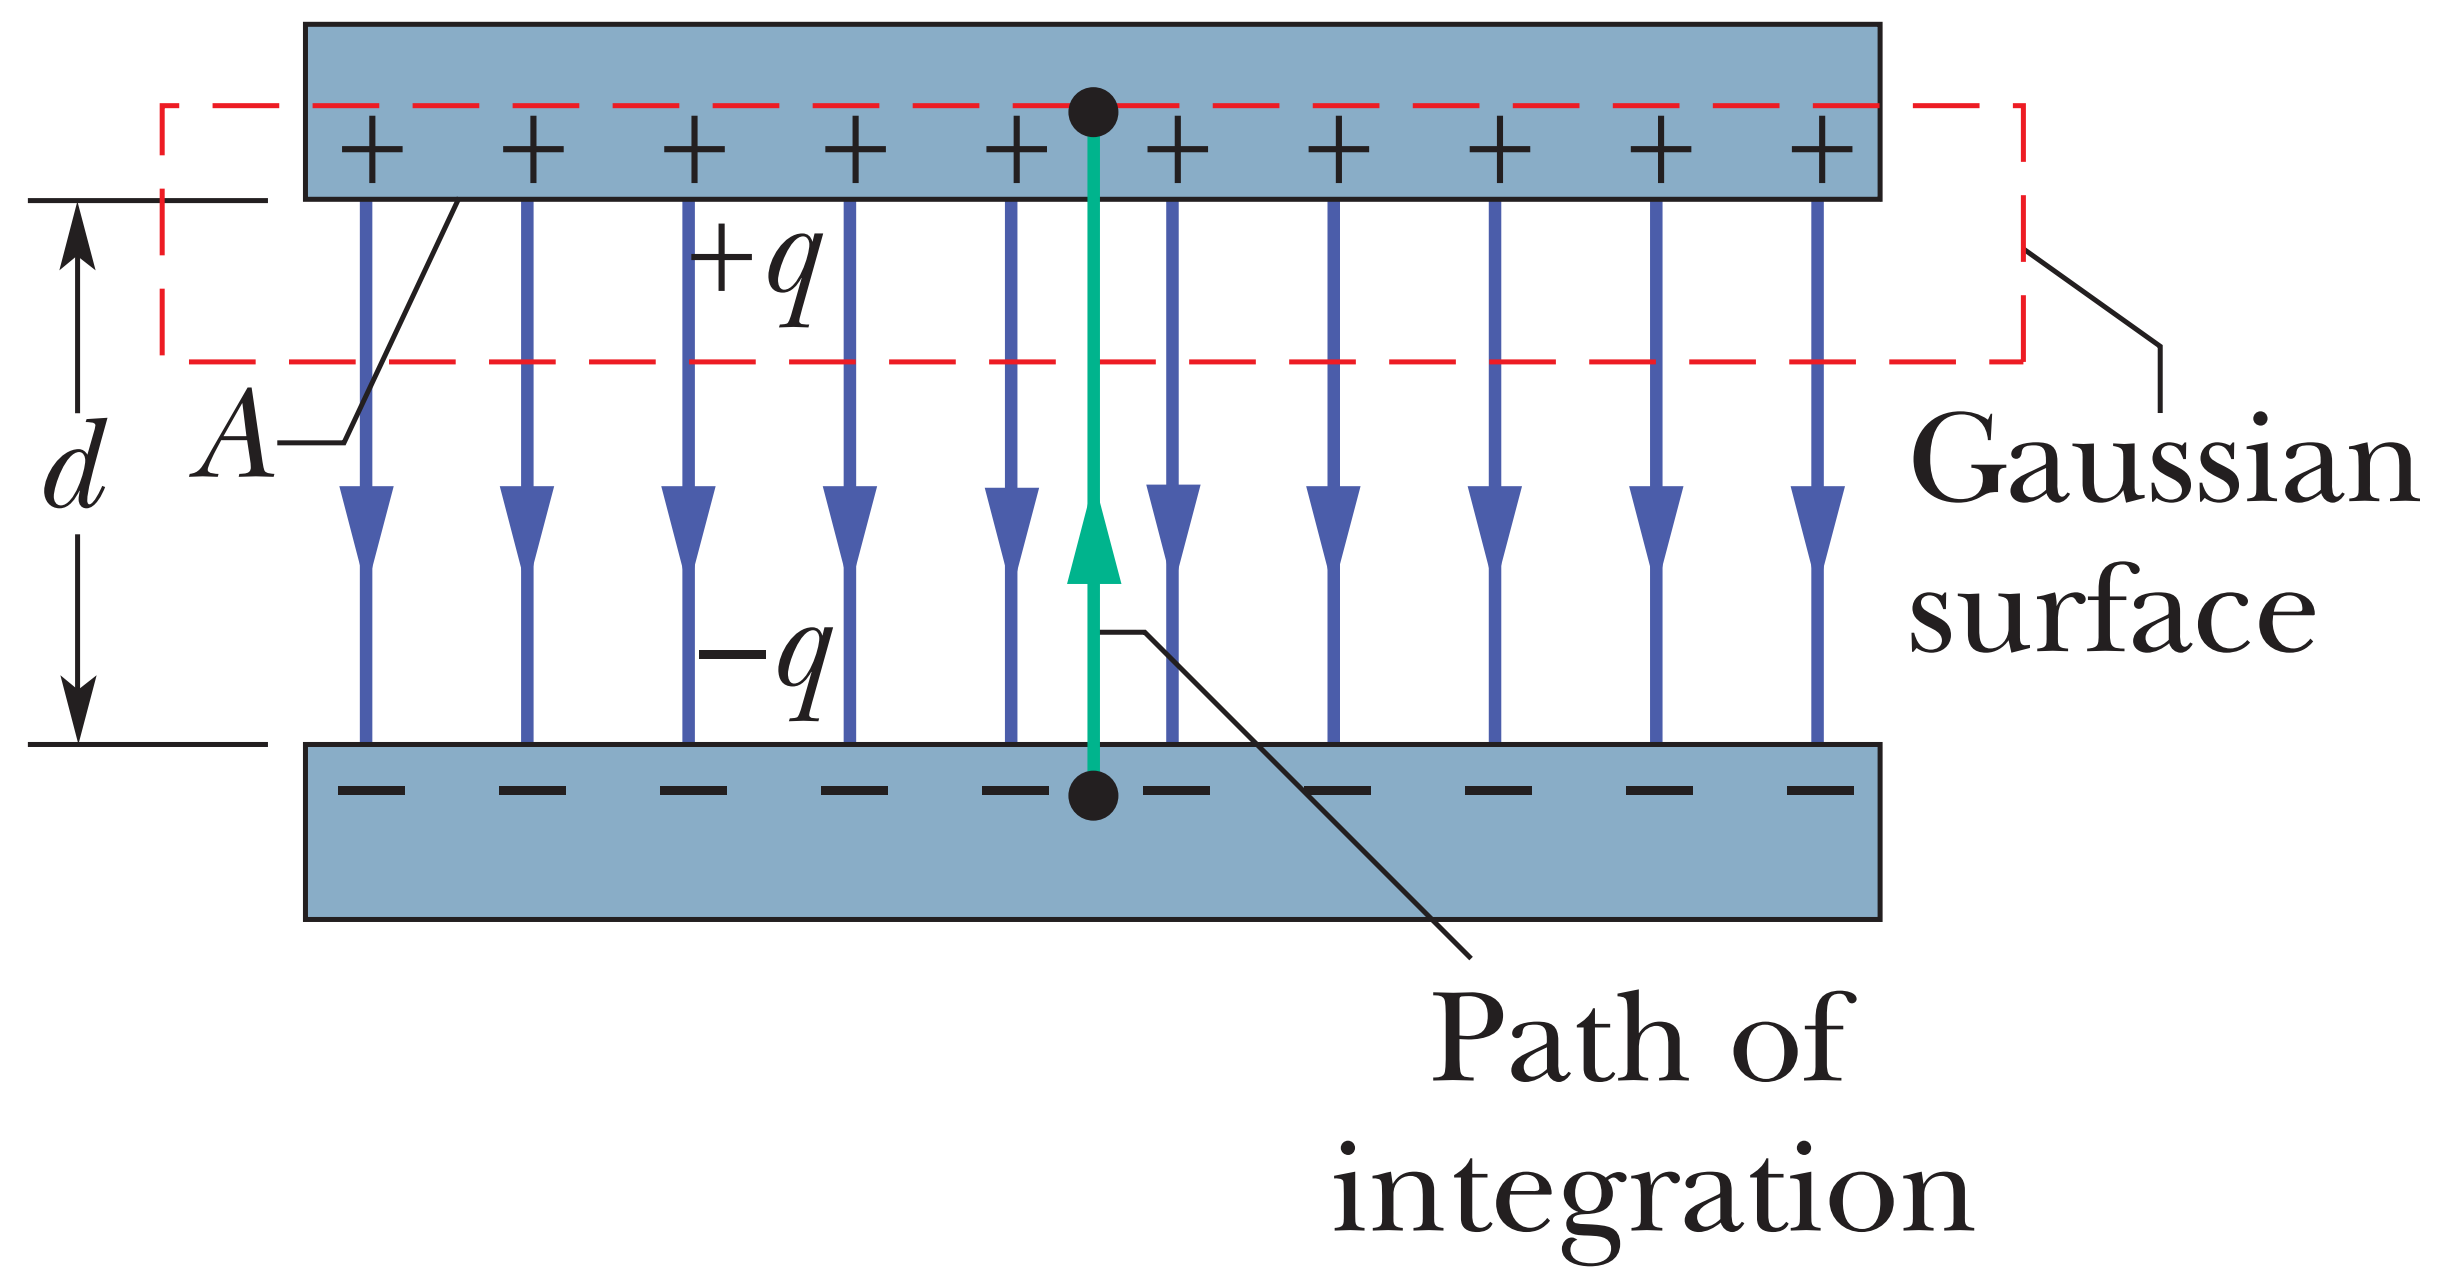 + + + + + + + + + +
+q
A
d
Gaussian
surface
−q
− − − − − − − − − −
Path of
integration